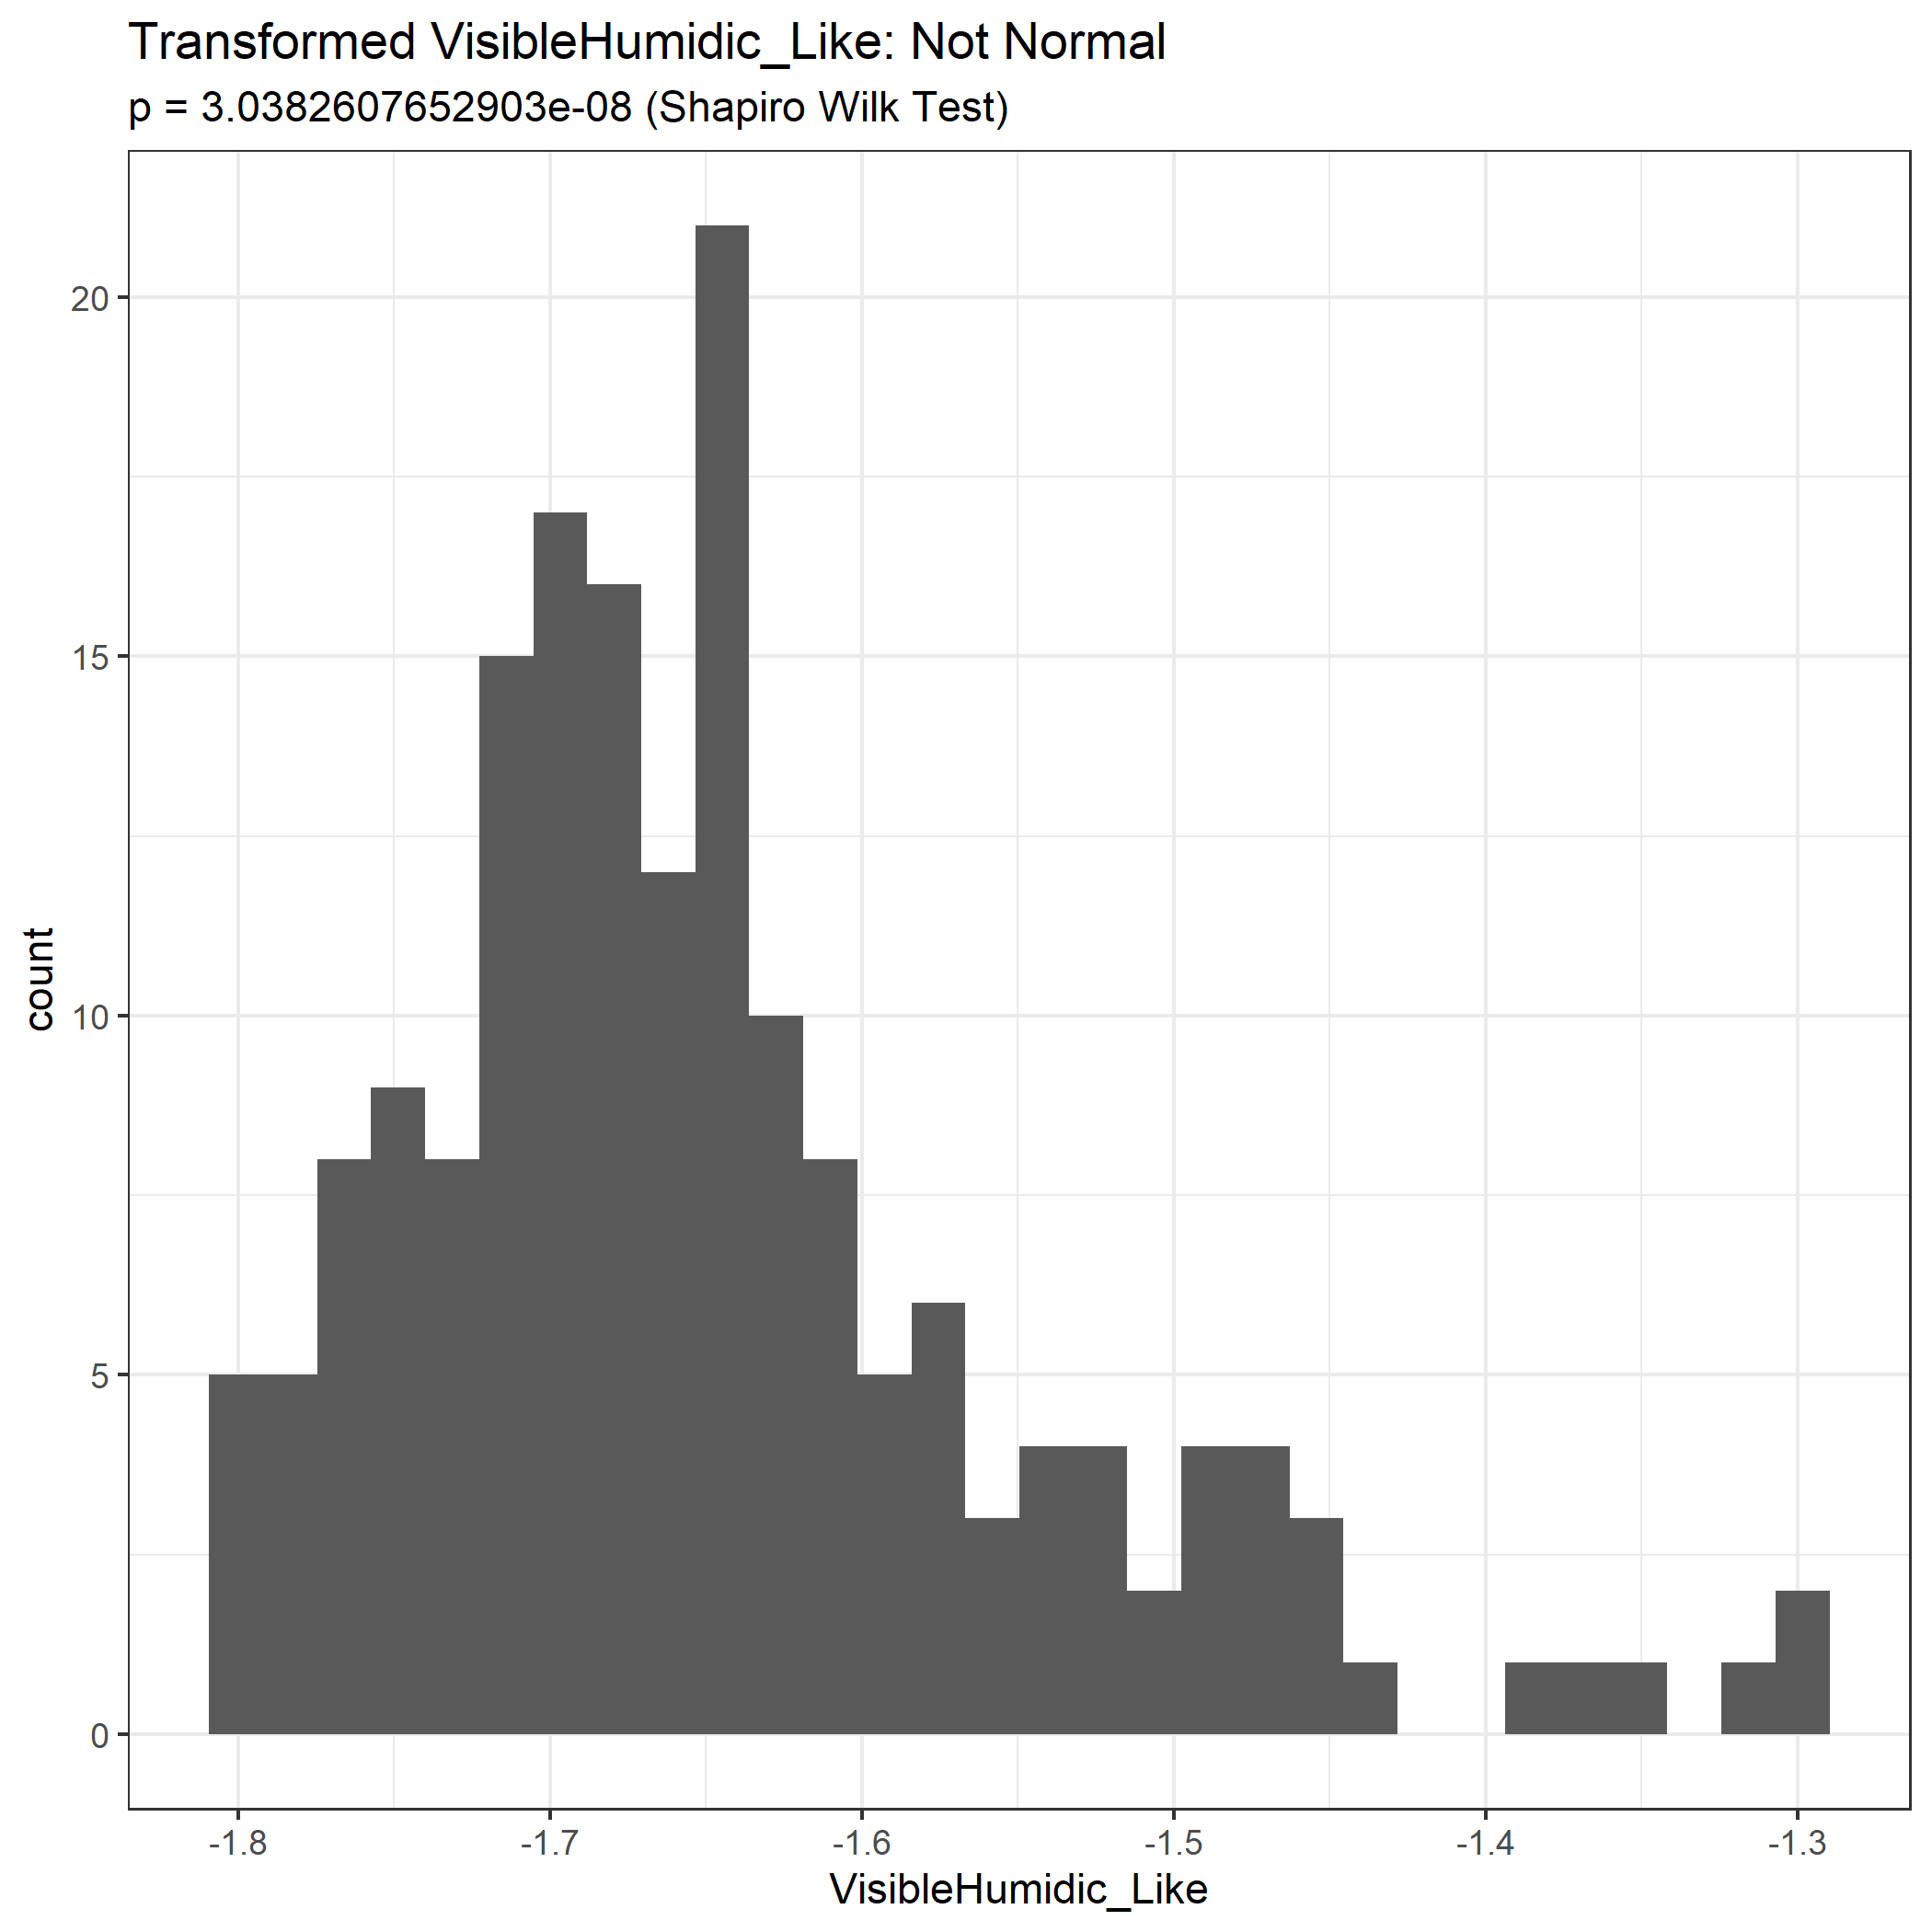 Transformed VisibleHumidic_Like: Not Normal
p = 3.0382607652903e-08 (Shapiro Wilk Test)
20
15
10
5
0
count
-1.8 -1.7 -1.6 -1.5 -1.4 -1.3
VisibleHumidic_Like